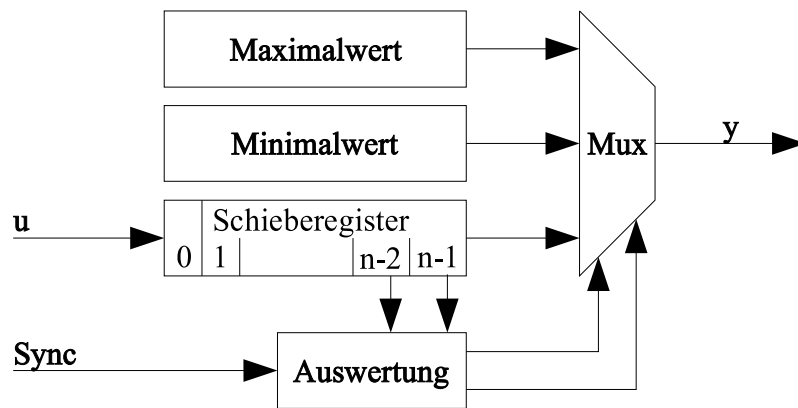 Maximalwert
Minimalwert
Mux
y
u
Schieberegister
0 1 n-2 n-1
Sync
Auswertung